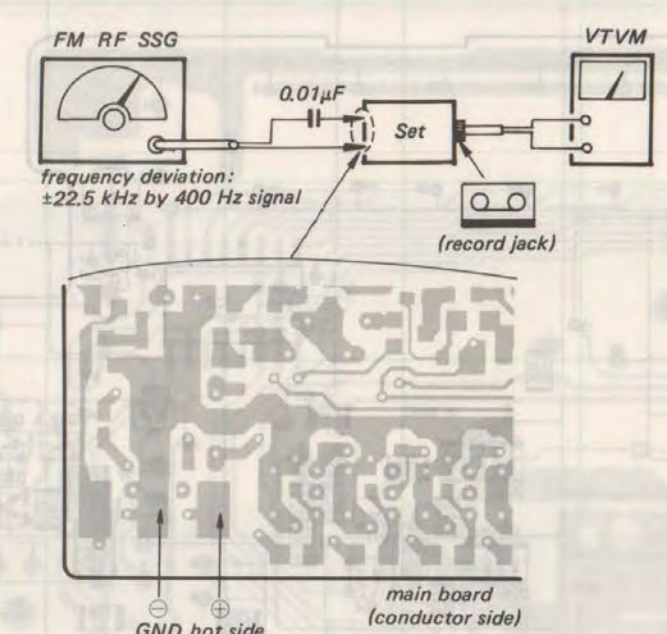 FM RF SSG
VTVM
0.01μF
Set
frequency deviation:
±22.5 kHz by 400 Hz signal
(record jack)
⊖ ⊕
GND hot side
main board
(conductor side)